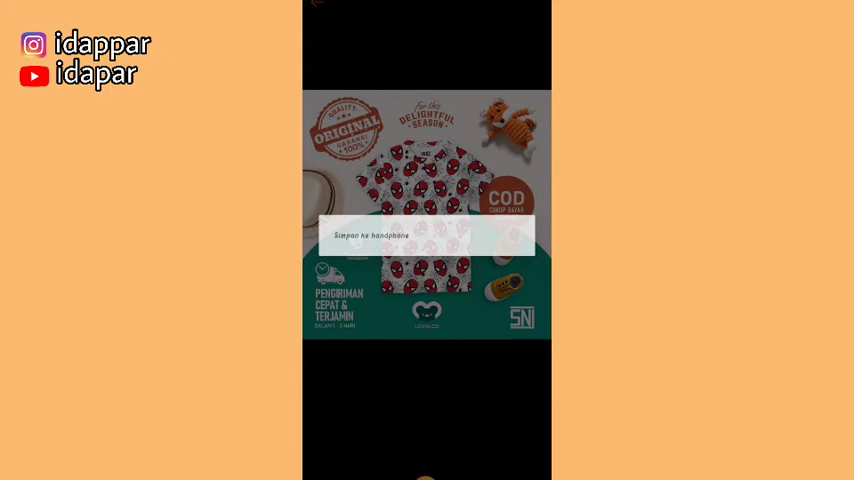 idappar
idapar
QUALITY
ORIGINAL
GARANSI
100%
For this
DELIGHTFUL
SEASON
COD
CUKUP BAYAR
Simpan ke handphone
PENGIRIMAN
CEPAT &
TERJAMIN
SNI